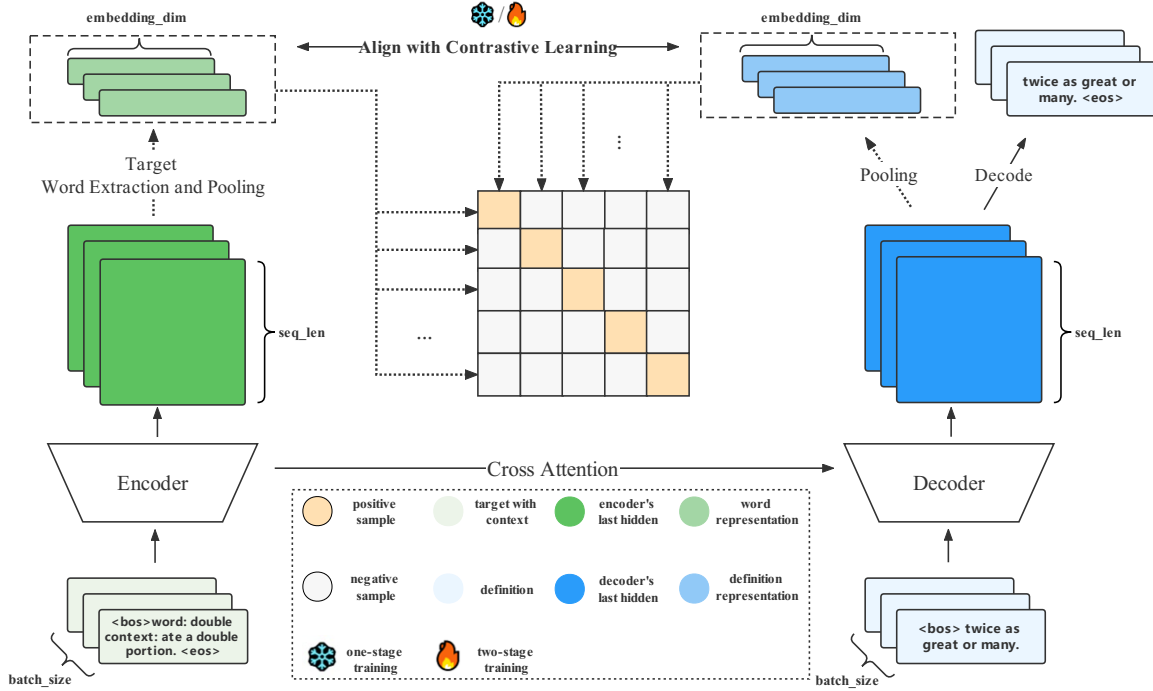 embedding_dim
/
Align with Contrastive Learning
embedding_dim
twice as great or
many. <eos>
Target
Word Extraction and Pooling
...
Pooling
Decode
seq_len
...
seq_len
Encoder
Cross Attention
Decoder
positive
sample
target with
context
encoder's
last hidden
word
representation
negative
sample
definition
decoder's
last hidden
definition
representation
one-stage
training
two-stage
training
<bos>word: double
context: ate a double
portion. <eos>
batch_size
<bos> twice as
great or many.
batch_size